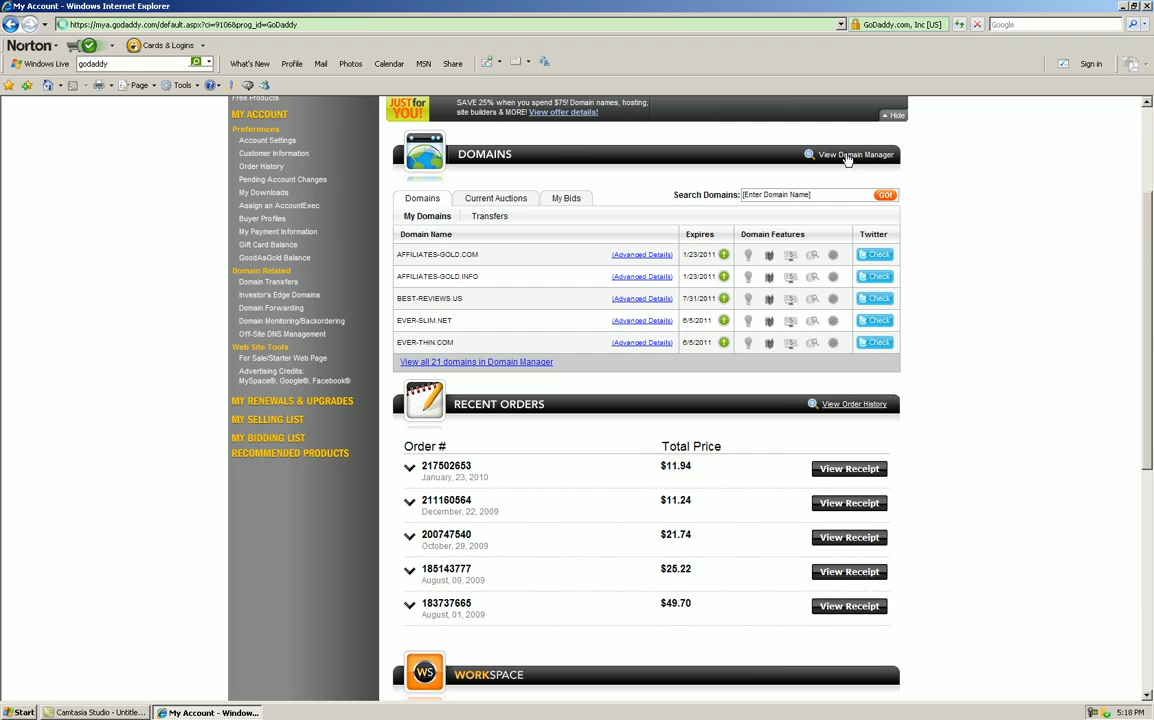 My Account - Windows Internet Explorer
https://mya.godaddy.com/default.aspx?ci=9106&prog_id=GoDaddy
GoDaddy.com, Inc [US]
Google
Norton
Cards & Logins
Windows Live
godaddy
What's New
Profile
Mail
Photos
Calendar
MSN
Share
Sign in
Page
Tools
Free Products
MY ACCOUNT
Preferences
Account Settings
Customer Information
Order History
Pending Account Changes
My Downloads
Assign an AccountExec
Buyer Profiles
My Payment Information
Gift Card Balance
GoodAsGold Balance
Domain Related
Domain Transfers
Investor's Edge Domains
Domain Forwarding
Domain Monitoring/Backordering
Off-Site DNS Management
Web Site Tools
For Sale/Starter Web Page
Advertising Credits:
MySpace®, Google®, Facebook®
MY RENEWALS & UPGRADES
MY SELLING LIST
MY BIDDING LIST
RECOMMENDED PRODUCTS
JUST for YOU!
SAVE 25% when you spend $75! Domain names, hosting,
site builders & MORE! View offer details!
Hide
DOMAINS
View Domain Manager
Domains
Current Auctions
My Bids
Search Domains: [Enter Domain Name] GO!
My Domains
Transfers
Domain Name Expires Domain Features Twitter
AFFILIATES-GOLD.COM (Advanced Details) 1/23/2011 Check
AFFILIATES-GOLD.INFO (Advanced Details) 1/23/2011 Check
BEST-REVIEWS.US (Advanced Details) 7/31/2011 Check
EVER-SLIM.NET (Advanced Details) 6/5/2011 Check
EVER-THIN.COM (Advanced Details) 6/5/2011 Check
View all 21 domains in Domain Manager
RECENT ORDERS
View Order History
Order # Total Price
217502653 $11.94 View Receipt
January, 23, 2010
211160564 $11.24 View Receipt
December, 22, 2009
200747540 $21.74 View Receipt
October, 29, 2009
185143777 $25.22 View Receipt
August, 09, 2009
183737665 $49.70 View Receipt
August, 01, 2009
WS
WORKSPACE
Start
Camtasia Studio - Untitle...
My Account - Window...
5:18 PM